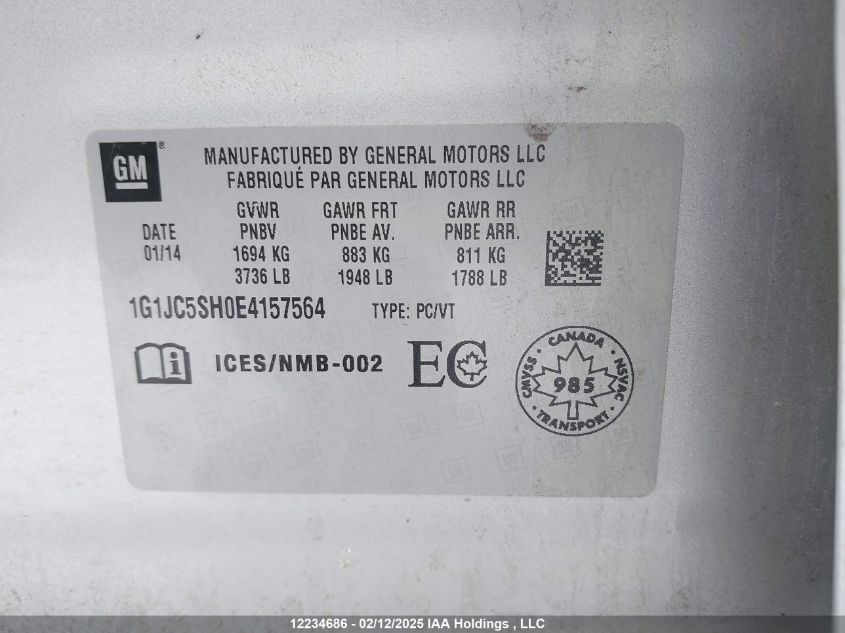 GM
MANUFACTURED BY GENERAL MOTORS LLC
FABRIQUÉ PAR GENERAL MOTORS LLC
DATE
01/14
GVWR
PNBV
1694 KG
3736 LB
GAWR FRT
PNBE AV.
883 KG
1948 LB
GAWR RR
PNBE ARR.
811 KG
1788 LB
1G1JC5SH0E4157564 TYPE: PC/VT
i ICES/NMB-002 EC
CANADA
CMVSS 985 NSVAC
TRANSPORT
12234686 - 02/12/2025 IAA Holdings , LLC